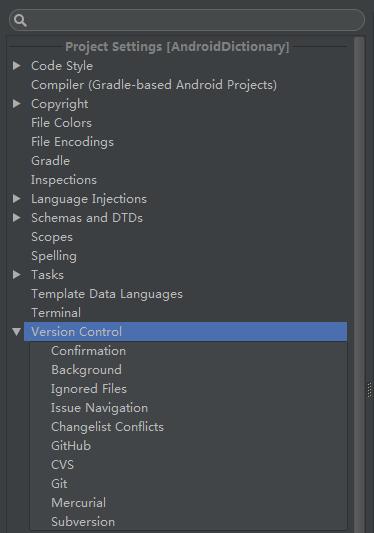 Project Settings [AndroidDictionary]
Code Style
Compiler (Gradle-based Android Projects)
Copyright
File Colors
File Encodings
Gradle
Inspections
Language Injections
Schemas and DTDs
Scopes
Spelling
Tasks
Template Data Languages
Terminal
Version Control
Confirmation
Background
Ignored Files
Issue Navigation
Changelist Conflicts
GitHub
CVS
Git
Mercurial
Subversion